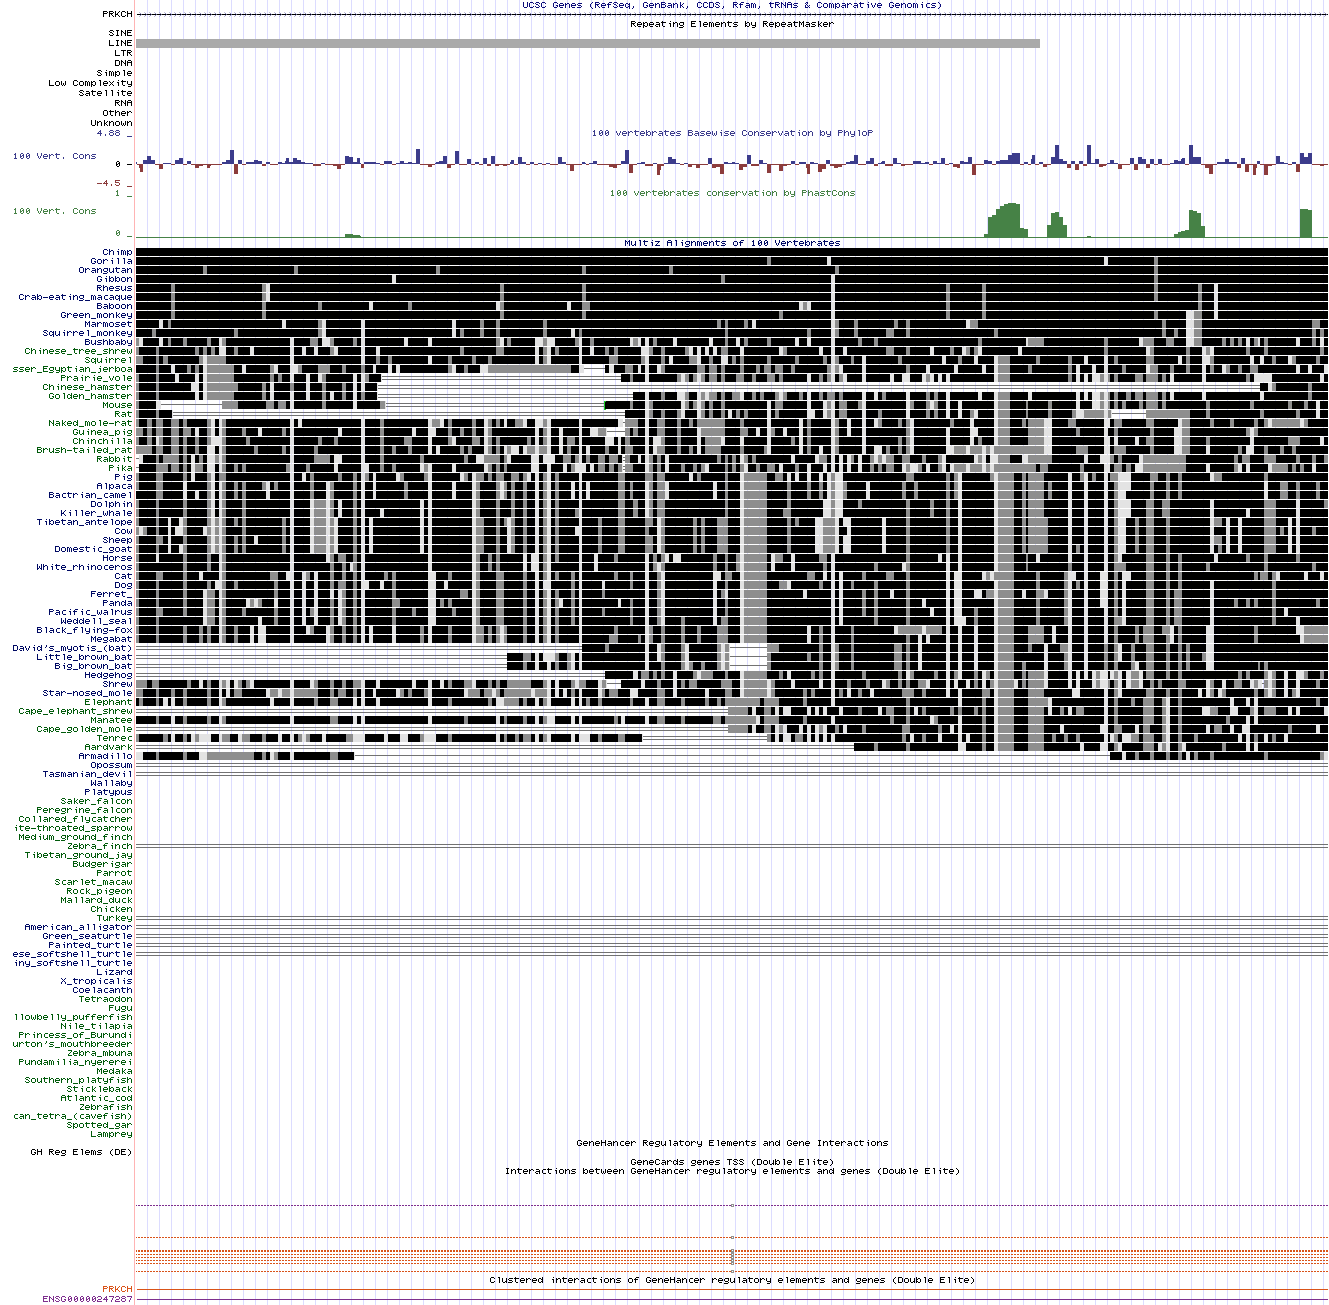 UCSC Genes (RefSeq, GenBank, CCDS, Rfam, tRNAs & Comparative Genomics)
PRKCH
Repeating Elements by RepeatMasker
SINE
LINE
LTR
DNA
Simple
Low Complexity
Satellite
RNA
Other
Unknown
4.88 _
100 vertebrates Basewise Conservation by PhyloP
100 Vert. Cons
0 _
-4.5 _
100 vertebrates conservation by PhastCons
1 _
100 Vert. Cons
0 _
Multiz Alignments of 100 Vertebrates
Chimp
Gorilla
Orangutan
Gibbon
Rhesus
Crab-eating_macaque
Baboon
Green_monkey
Marmoset
Squirrel_monkey
Bushbaby
Chinese_tree_shrew
Squirrel
sser_Egyptian_jerboa
Prairie_vole
Chinese_hamster
Golden_hamster
Mouse
Rat
Naked_mole-rat
Guinea_pig
Chinchilla
Brush-tailed_rat
Rabbit
Pika
Pig
Alpaca
Bactrian_camel
Dolphin
Killer_whale
Tibetan_antelope
Cow
Sheep
Domestic_goat
Horse
White_rhinoceros
Cat
Dog
Ferret_
Panda
Pacific_walrus
Weddell_seal
Black_flying-fox
Megabat
David's_myotis_(bat)
Little_brown_bat
Big_brown_bat
Hedgehog
Shrew
Star-nosed_mole
Elephant
Cape_elephant_shrew
Manatee
Cape_golden_mole
Tenrec
Aardvark
Armadillo
Opossum
Tasmanian_devil
Wallaby
Platypus
Saker_falcon
Peregrine_falcon
Collared_flycatcher
ite-throated_sparrow
Medium_ground_finch
Zebra_finch
Tibetan_ground_jay
Budgerigar
Parrot
Scarlet_macaw
Rock_pigeon
Mallard_duck
Chicken
Turkey
American_alligator
Green_seaturtle
Painted_turtle
ese_softshell_turtle
iny_softshell_turtle
Lizard
X_tropicalis
Coelacanth
Tetraodon
Fugu
llowbelly_pufferfish
Nile_tilapia
Princess_of_Burundi
urton's_mouthbreeder
Zebra_mbuna
Pundamilia_nyererei
Medaka
Southern_platyfish
Stickleback
Atlantic_cod
Zebrafish
can_tetra_(cavefish)
Spotted_gar
Lamprey
GeneHancer Regulatory Elements and Gene Interactions
GH Reg Elems (DE)
GeneCards genes TSS (Double Elite)
Interactions between GeneHancer regulatory elements and genes (Double Elite)
Clustered interactions of GeneHancer regulatory elements and genes (Double Elite)
PRKCH
ENSG00000247287